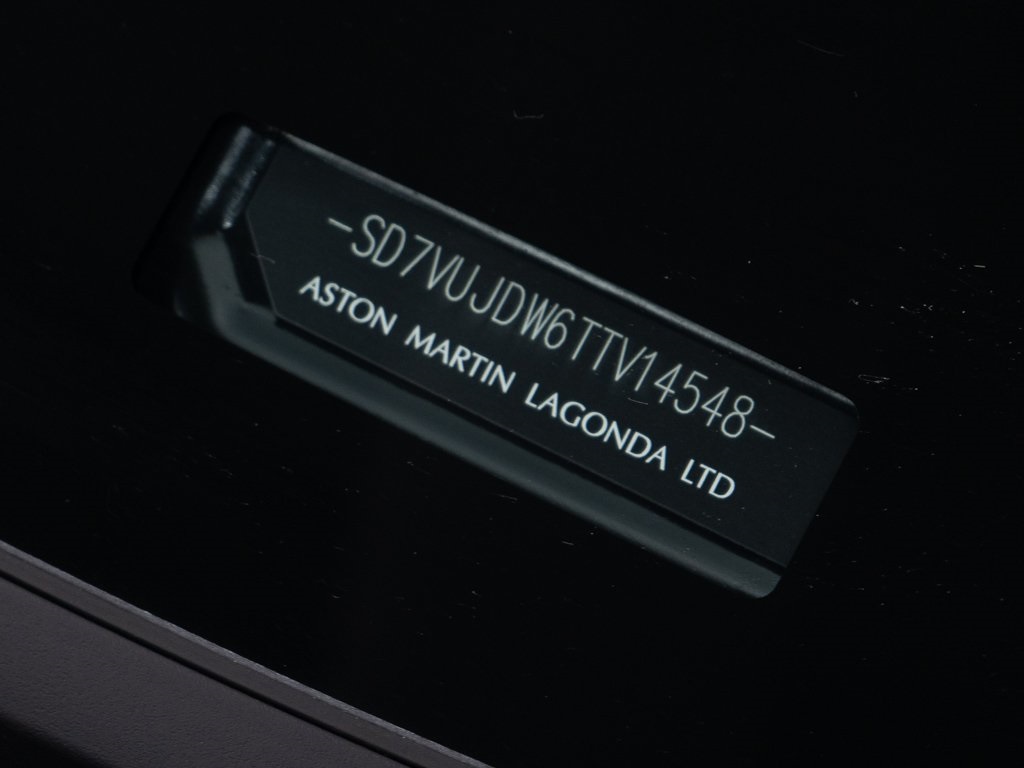 -SD7VUJDW6TTV14548-
ASTON MARTIN LAGONDA LTD